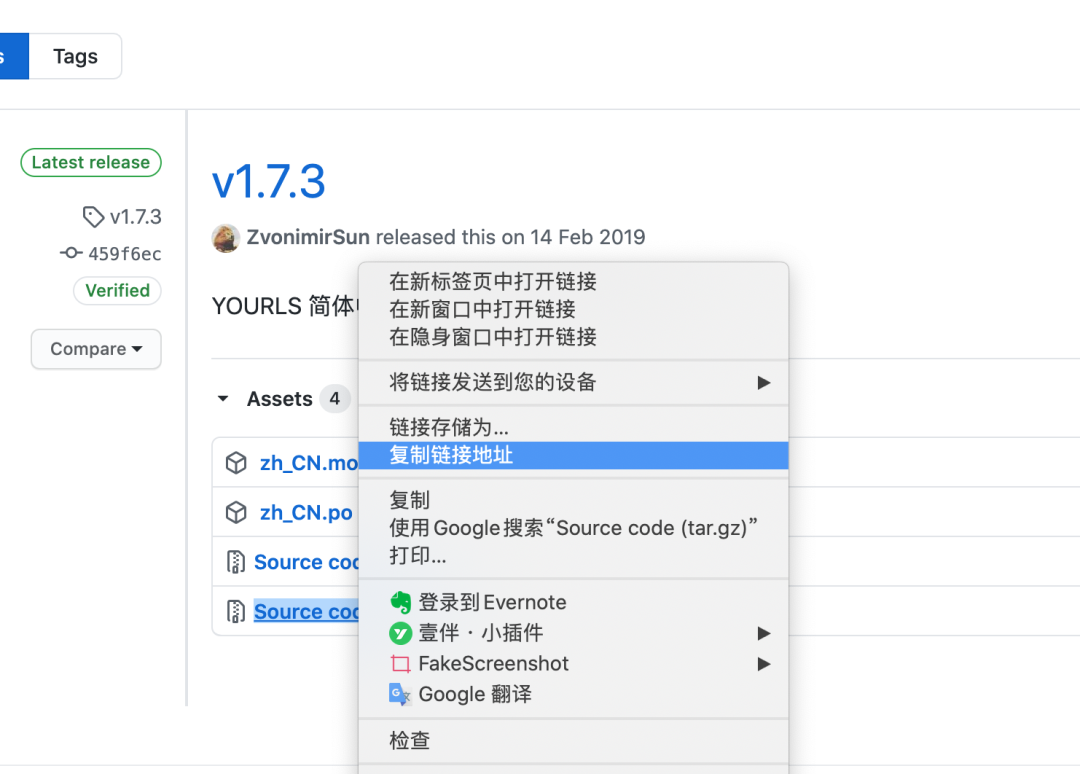 s Tags
Latest release
v1.7.3
459f6ec
Verified
Compare
v1.7.3
ZvonimirSun released this on 14 Feb 2019
YOURLS 简体
Assets 4
zh_CN.mo
zh_CN.po
Source cod
Source cod
在新标签页中打开链接
在新窗口中打开链接
在隐身窗口中打开链接
将链接发送到您的设备
链接存储为...
复制链接地址
复制
使用Google搜索“Source code (tar.gz)”
打印...
登录到Evernote
壹伴 · 小插件
FakeScreenshot
Google 翻译
检查